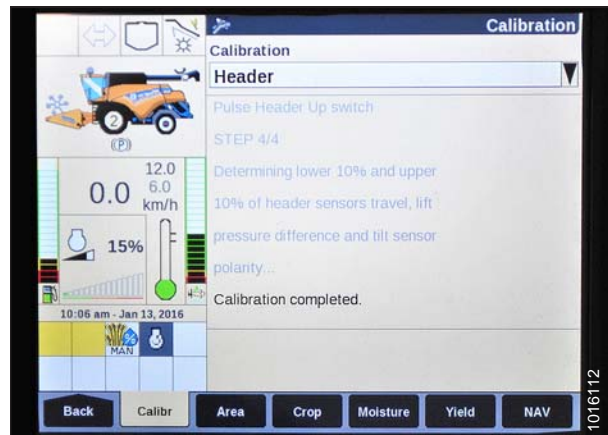 Calibration
Calibration
Header
Pulse Header Up switch
STEP 4/4
Determining lower 10% and upper
10% of header sensors travel, lift
pressure difference and tilt sensor
polarity...
Calibration completed.
2
(P)
12.0
0.0
6.0
km/h
15%
10:06 am - Jan 13, 2016
%
MAN
Back
Calibr
Area
Crop
Moisture
Yield
NAV
1016112